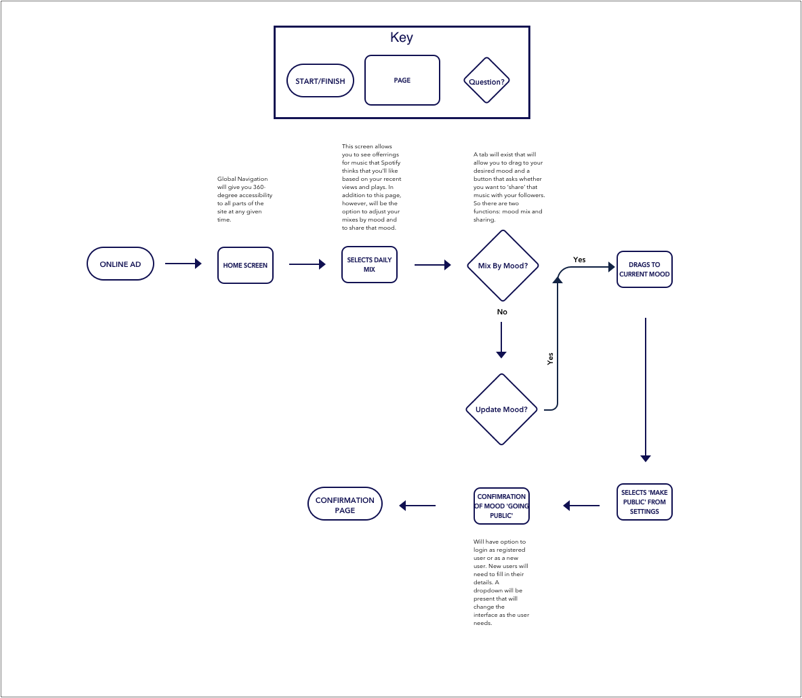 Key
START/FINISH
PAGE
Question?
Global Navigation
will give you 360-
degree accessibility
to all parts of the
site at any given
time.
This screen allows
you to see offerrings
for music that Spotify
thinks that you'll like
based on your recent
views and plays. In
addition to this page,
however, will be the
option to adjust your
mixes by mood and
to share that mood.
A tab will exist that will
allow you to drag to your
desired mood and a
button that asks whether
you want to 'share' that
music with your followers.
So there are two
functions: mood mix and
sharing.
ONLINE AD
HOME SCREEN
SELECTS DAILY
MIX
Mix By Mood?
Yes
DRAGS TO
CURRENT MOOD
No
Yes
Update Mood?
SELECTS 'MAKE
PUBLIC' FROM
SETTINGS
CONFIMRATION
OF MOOD 'GOING
PUBLIC'
CONFIRMATION
PAGE
Will have option to
login as registered
user or as a new
user. New users will
need to fill in their
details. A
dropdown will be
present that will
change the
interface as the user
needs.